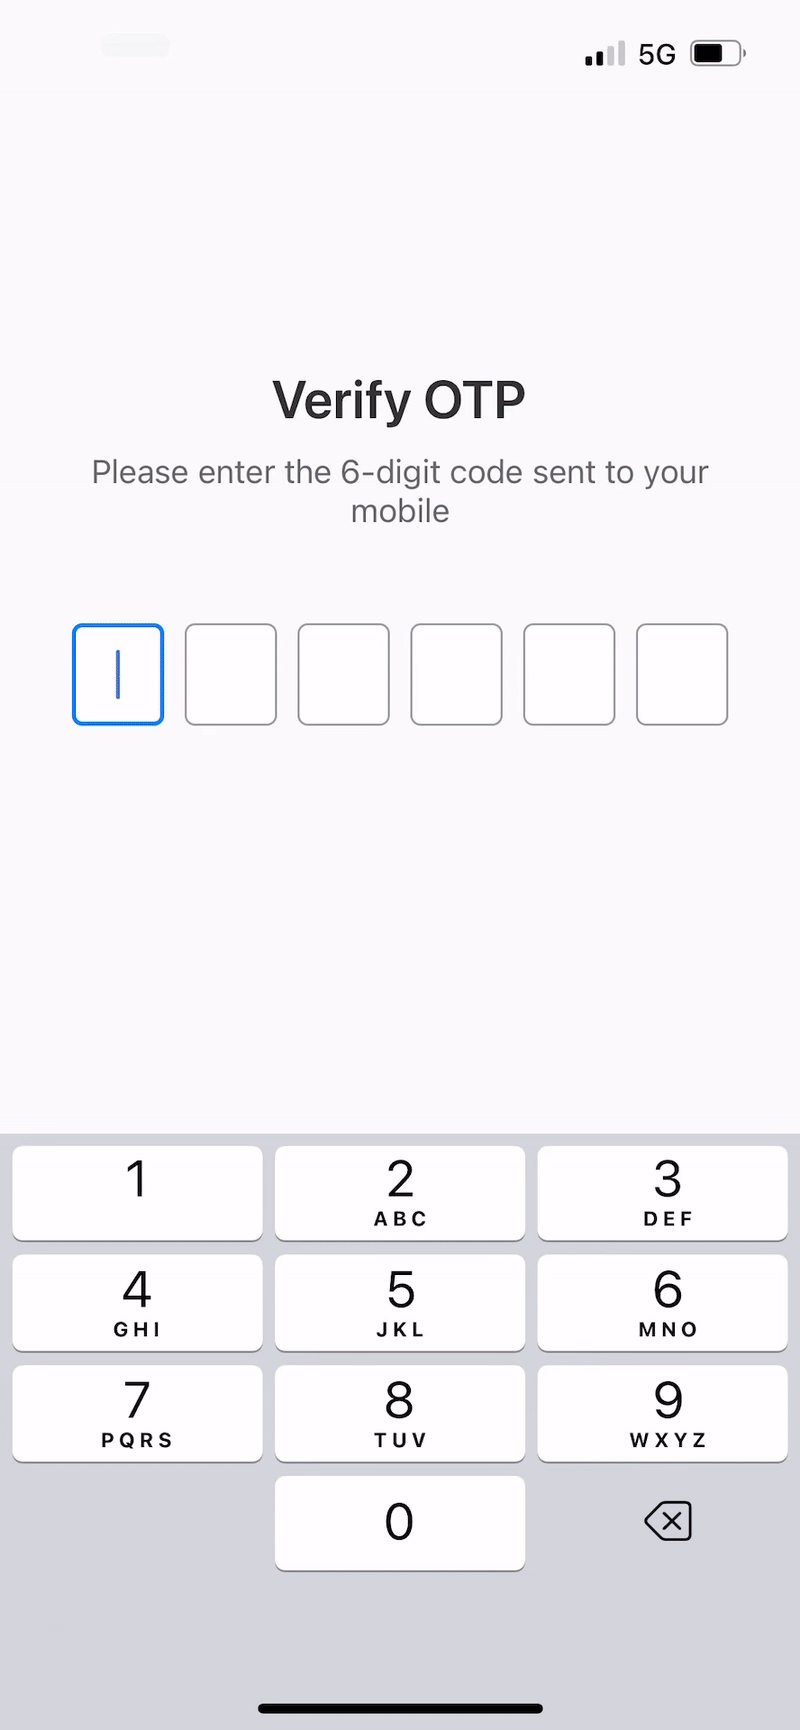 5G
Verify OTP
Please enter the 6-digit code sent to your
mobile
1 2 3
ABC DEF
4 5 6
GHI JKL MNO
7 8 9
PQRS TUV WXYZ
0